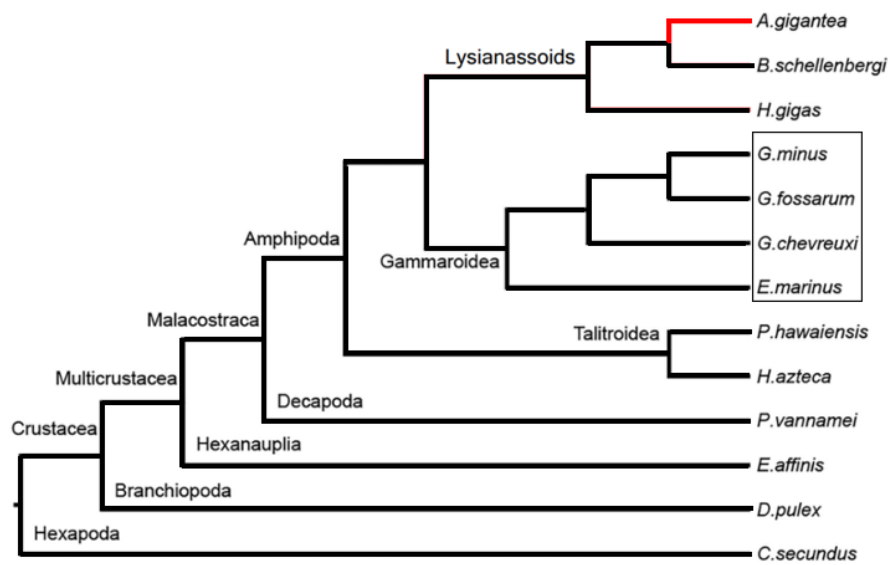 A.gigantea
Lysianassoids
B.schellenbergi
H.gigas
G.minus
G.fossarum
Amphipoda
G.chevreuxi
Gammaroidea
E.marinus
Malacostraca
Talitroidea
P.hawaiensis
Multicrustacea
H.azteca
Decapoda
P.vannamei
Crustacea
Hexanauplia
E.affinis
Branchiopoda
D.pulex
Hexapoda
C.secundus